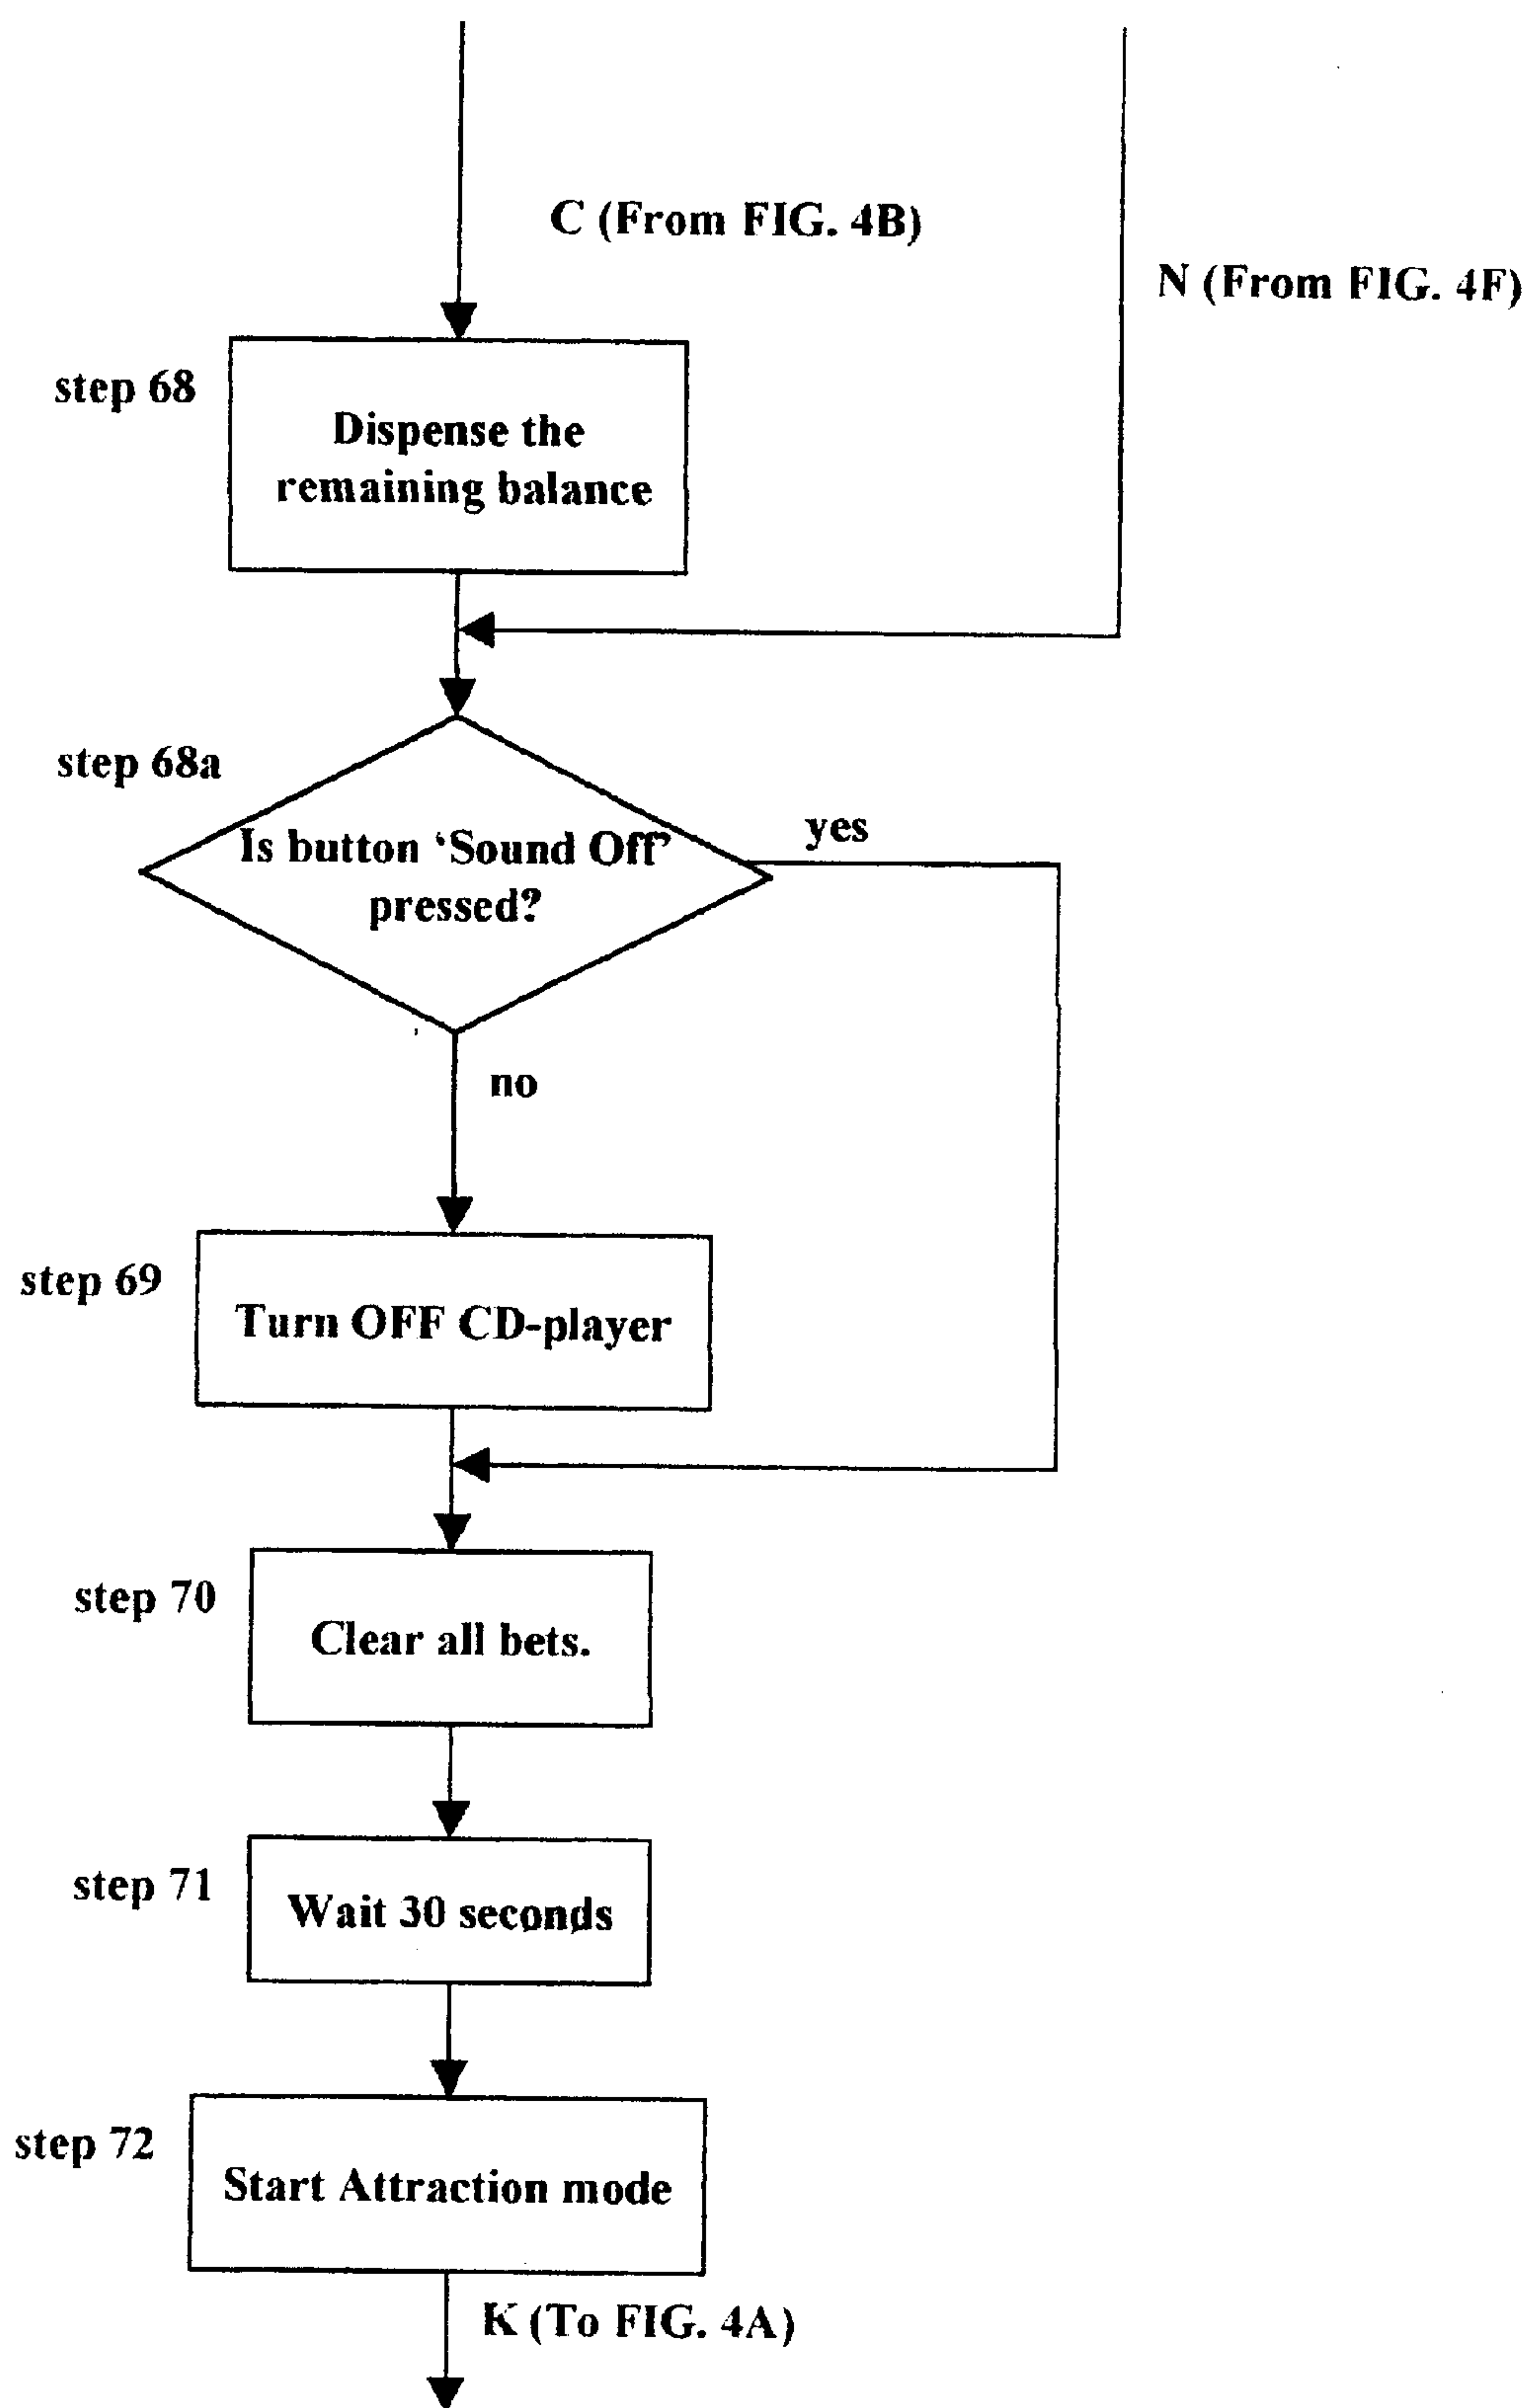 C (From FIG. 4B)
N (From FIG. 4F)
step 68
Dispense the
remaining balance
step 68a
Is button ‘Sound Off’
pressed?
yes
no
step 69
Turn OFF CD-player
step 70
Clear all bets.
step 71
Wait 30 seconds
step 72
Start Attraction mode
K (To FIG. 4A)